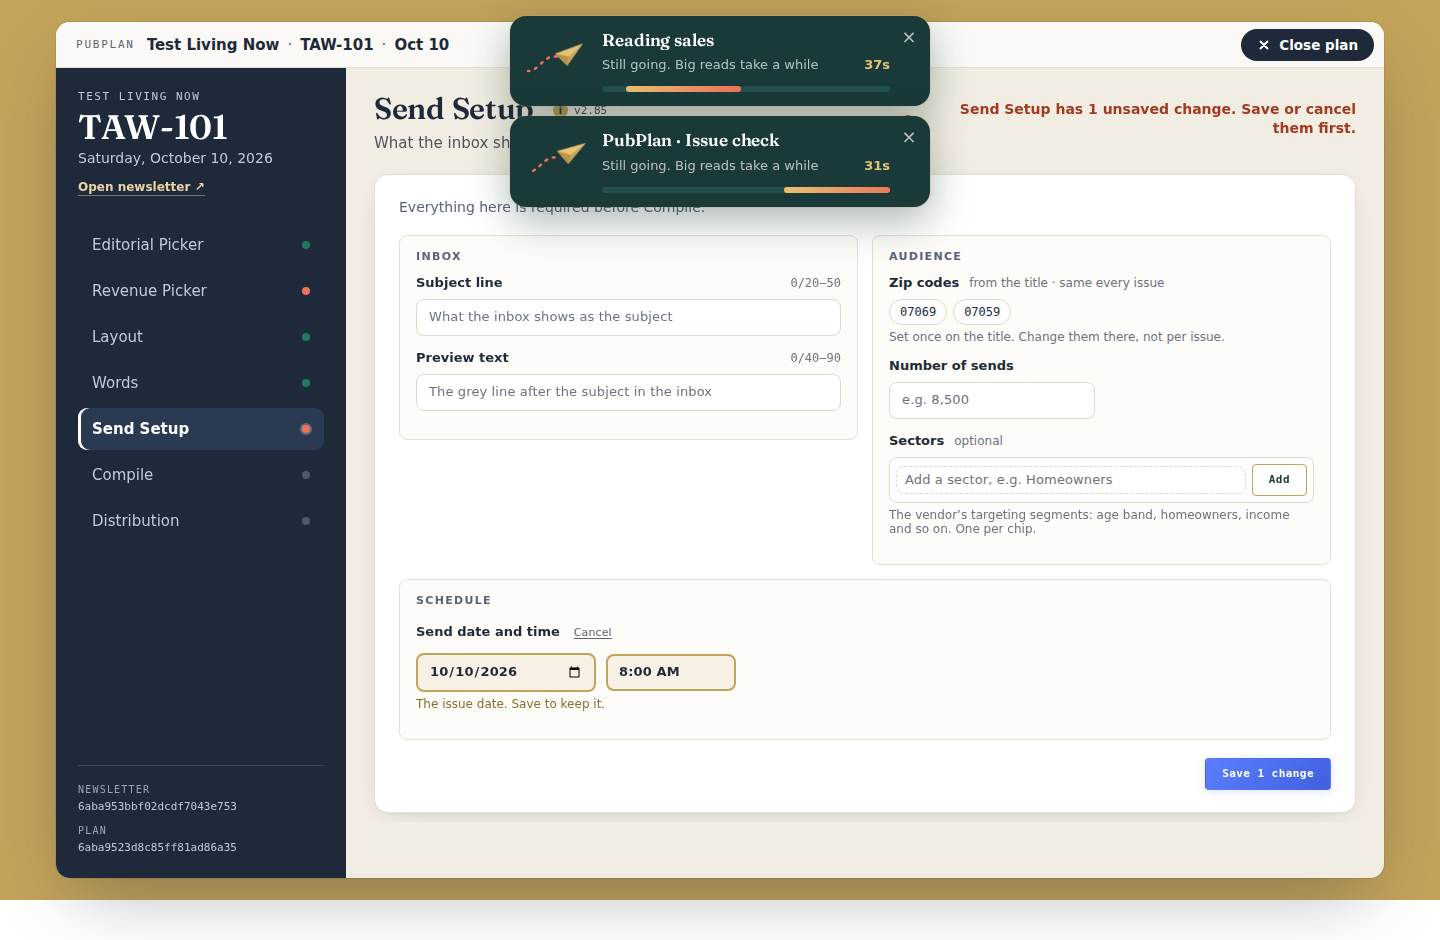 PUBPLAN Test Living Now · TAW-101 · Oct 10
Close plan
Reading sales
Still going. Big reads take a while 37s
PubPlan · Issue check
Still going. Big reads take a while 31s
TEST LIVING NOW
TAW-101
Saturday, October 10, 2026
Open newsletter ↗
Editorial Picker
Revenue Picker
Layout
Words
Send Setup
Compile
Distribution
NEWSLETTER
6aba953bbf02dcdf7043e753
PLAN
6aba9523d8c85ff81ad86a35
Send Setup v2.85
What the inbox sh
Send Setup has 1 unsaved change. Save or cancel
them first.
Everything here is required before Compile.
INBOX
Subject line 0/20–50
What the inbox shows as the subject
Preview text 0/40–90
The grey line after the subject in the inbox
AUDIENCE
Zip codes from the title · same every issue
07069 07059
Set once on the title. Change them there, not per issue.
Number of sends
e.g. 8,500
Sectors optional
Add a sector, e.g. Homeowners Add
The vendor’s targeting segments: age band, homeowners, income
and so on. One per chip.
SCHEDULE
Send date and time Cancel
10/10/2026 8:00 AM
The issue date. Save to keep it.
Save 1 change